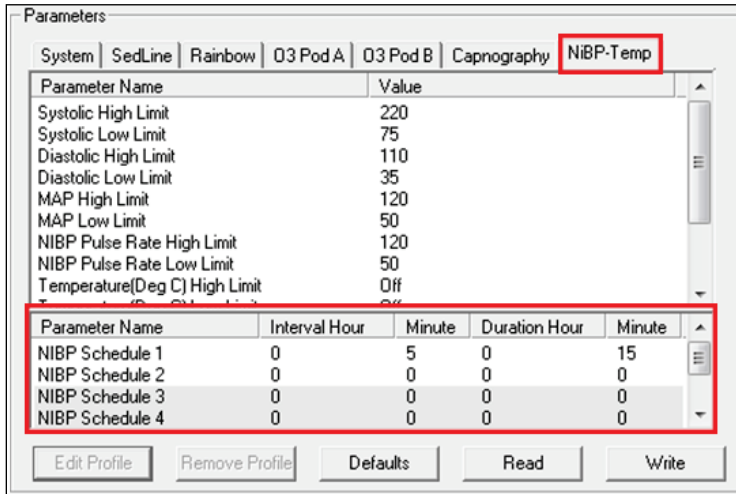 Parameters
System SedLine Rainbow O3 Pod A O3 Pod B Capnography NiBP-Temp
Parameter Name Value
Systolic High Limit 220
Systolic Low Limit 75
Diastolic High Limit 110
Diastolic Low Limit 35
MAP High Limit 120
MAP Low Limit 50
NIBP Pulse Rate High Limit 120
NIBP Pulse Rate Low Limit 50
Temperature(Deg C) High Limit Off
Parameter Name Interval Hour Minute Duration Hour Minute
NIBP Schedule 1 0 5 0 15
NIBP Schedule 2 0 0 0 0
NIBP Schedule 3 0 0 0 0
NIBP Schedule 4 0 0 0 0
Edit Profile Remove Profile Defaults Read Write